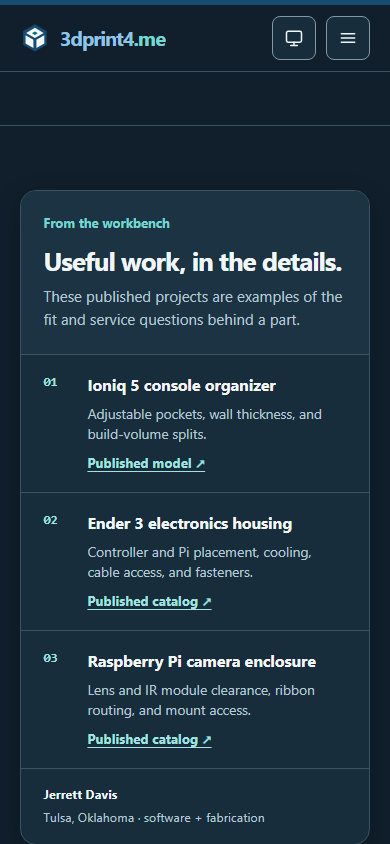 3dprint4.me
From the workbench
Useful work, in the details.
These published projects are examples of the
fit and service questions behind a part.
01
Ioniq 5 console organizer
Adjustable pockets, wall thickness, and
build-volume splits.
Published model ↗
02
Ender 3 electronics housing
Controller and Pi placement, cooling,
cable access, and fasteners.
Published catalog ↗
03
Raspberry Pi camera enclosure
Lens and IR module clearance, ribbon
routing, and mount access.
Published catalog ↗
Jerrett Davis
Tulsa, Oklahoma · software + fabrication